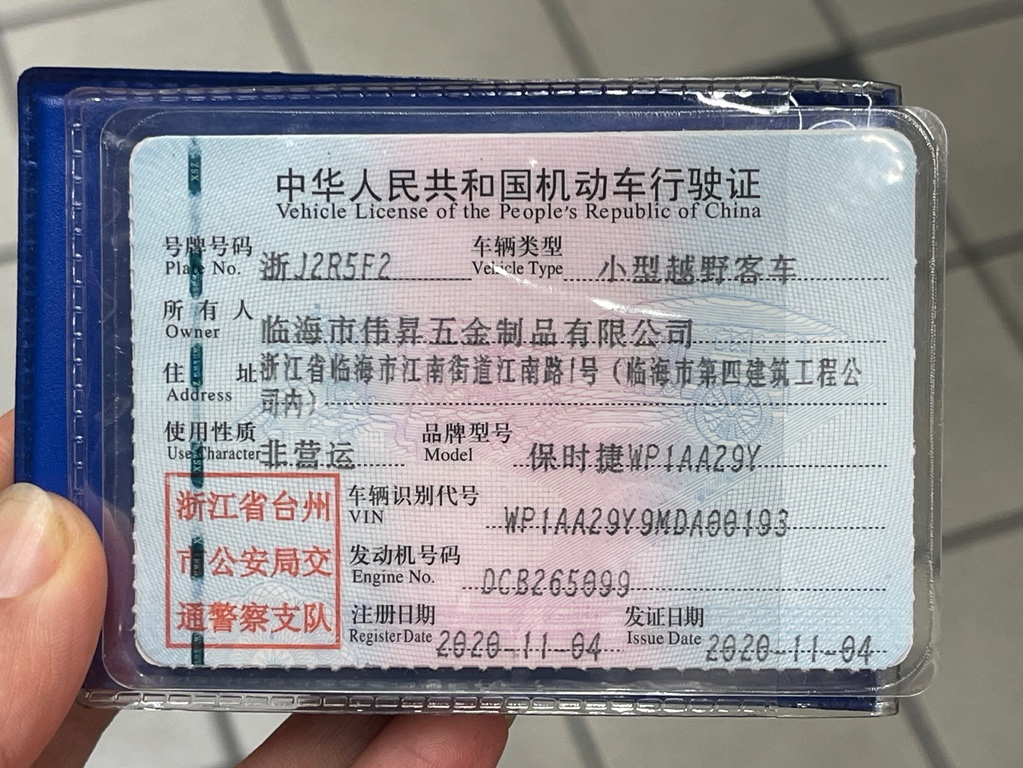 中华人民共和国机动车行驶证
Vehicle License of the People's Republic of China
号牌号码 浙J2R5F2 车辆类型 小型越野客车
Plate No. Vehicle Type
所有人 临海市伟昇五金制品有限公司
Owner
住址 浙江省临海市江南街道江南路1号（临海市第四建筑工程公
Address 司内）
使用性质 非营运 品牌型号 保时捷WP1AA29Y
Use Character Model
浙江省台州
市公安局交
通警察支队
车辆识别代号 WP1AA29Y9MDA00193
VIN
发动机号码 DCB265099
Engine No.
注册日期 2020-11-04 发证日期 2020-11-04
Register Date Issue Date